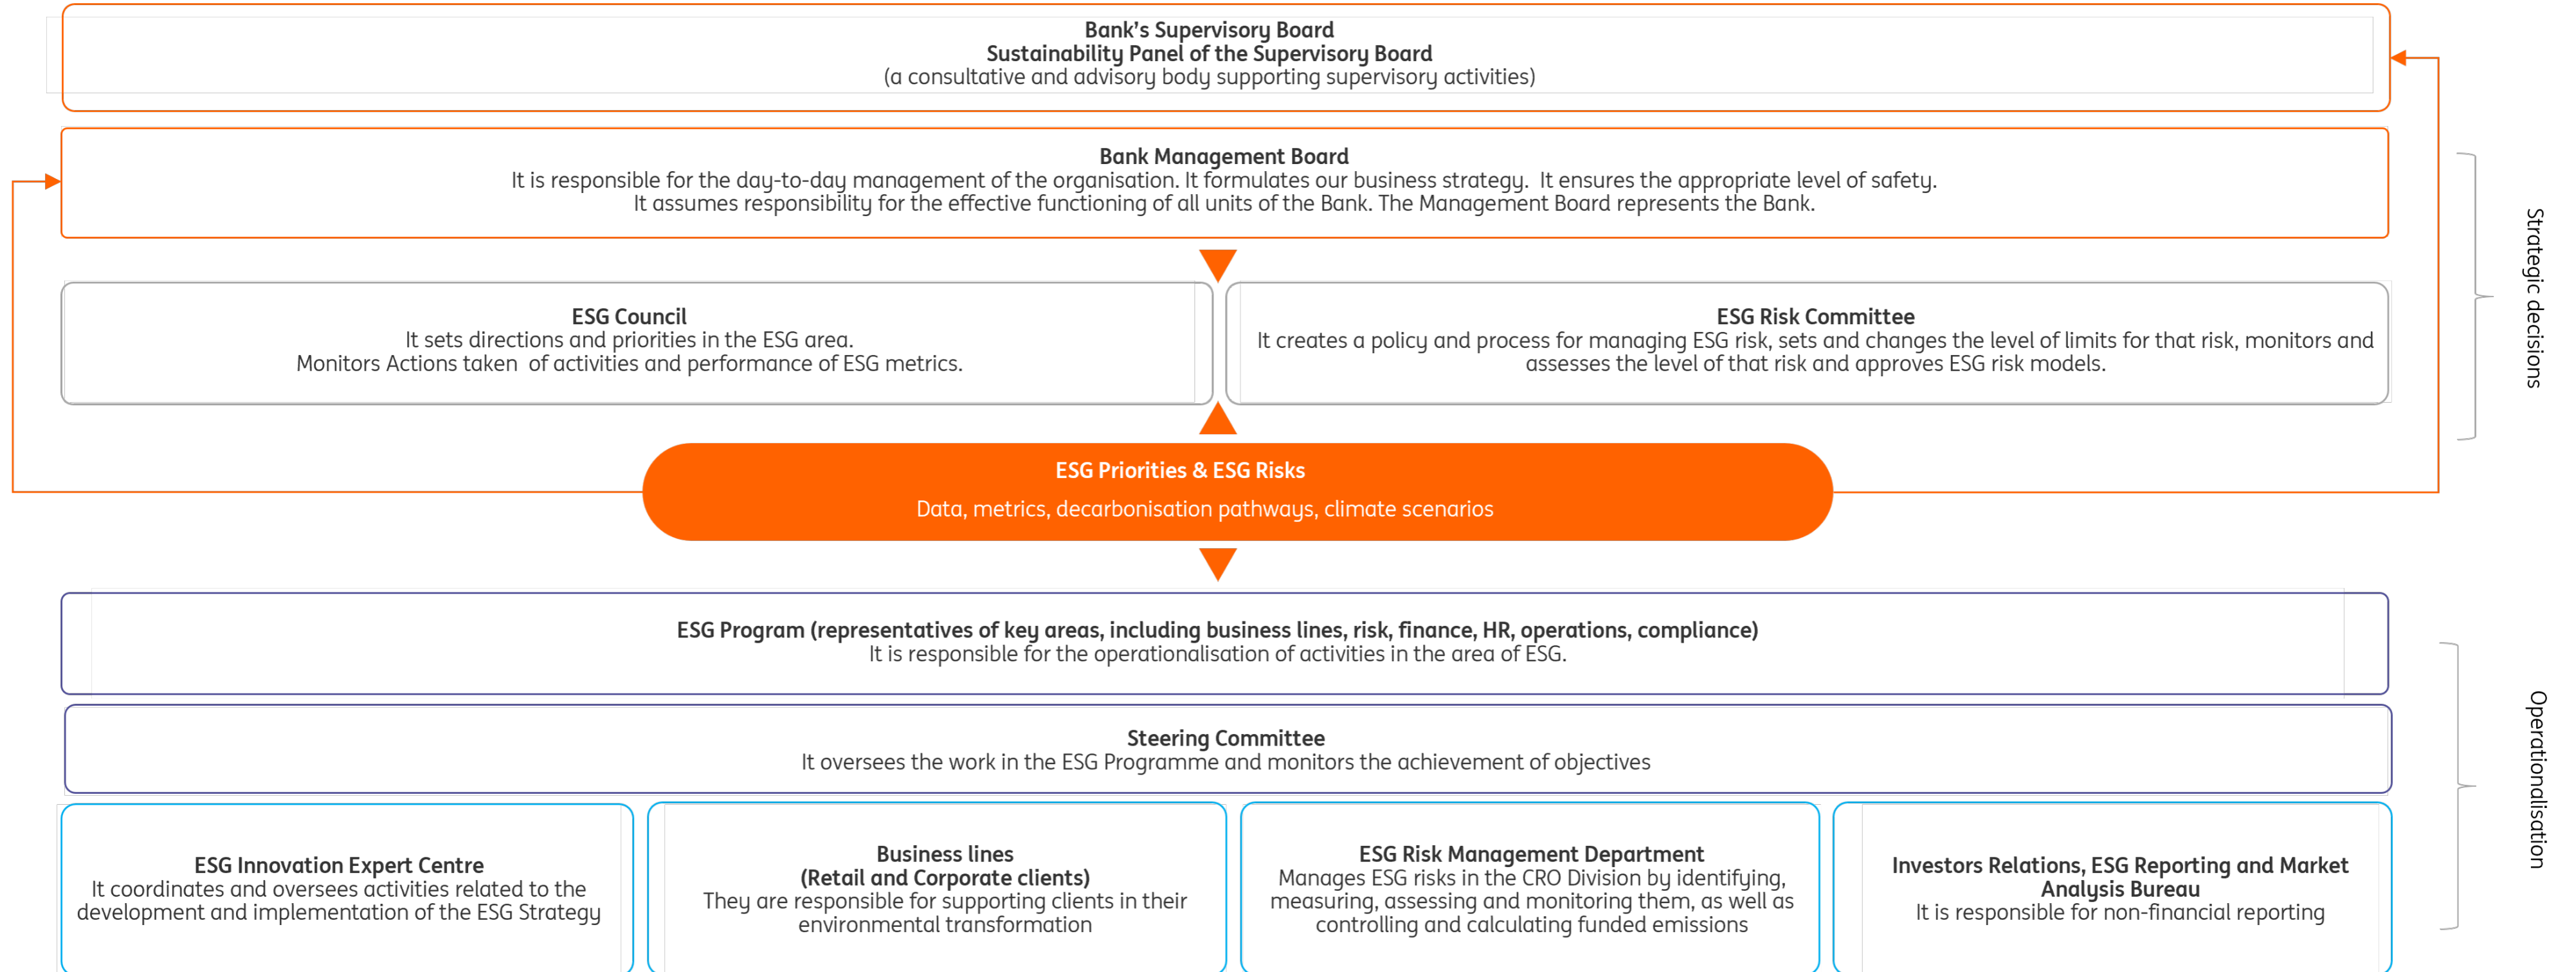 Bank’s Supervisory Board
Sustainability Panel of the Supervisory Board
(a consultative and advisory body supporting supervisory activities)
Bank Management Board
It is responsible for the day-to-day management of the organisation. It formulates our business strategy.  It ensures the appropriate level of safety.
It assumes responsibility for the effective functioning of all units of the Bank. The Management Board represents the Bank.
ESG Council
It sets directions and priorities in the ESG area.
Monitors Actions taken  of activities and performance of ESG metrics.
ESG Risk Committee
It creates a policy and process for managing ESG risk, sets and changes the level of limits for that risk, monitors and
assesses the level of that risk and approves ESG risk models.
Strategic decisions
ESG Priorities & ESG Risks
Data, metrics, decarbonisation pathways, climate scenarios
ESG Program (representatives of key areas, including business lines, risk, finance, HR, operations, compliance)
It is responsible for the operationalisation of activities in the area of ESG.
Steering Committee
It oversees the work in the ESG Programme and monitors the achievement of objectives
ESG Innovation Expert Centre
It coordinates and oversees activities related to the
development and implementation of the ESG Strategy
Business lines
(Retail and Corporate clients)
They are responsible for supporting clients in their
environmental transformation
ESG Risk Management Department
Manages ESG risks in the CRO Division by identifying,
measuring, assessing and monitoring them, as well as
controlling and calculating funded emissions
Investors Relations, ESG Reporting and Market
Analysis Bureau
It is responsible for non-financial reporting
Operationalisation